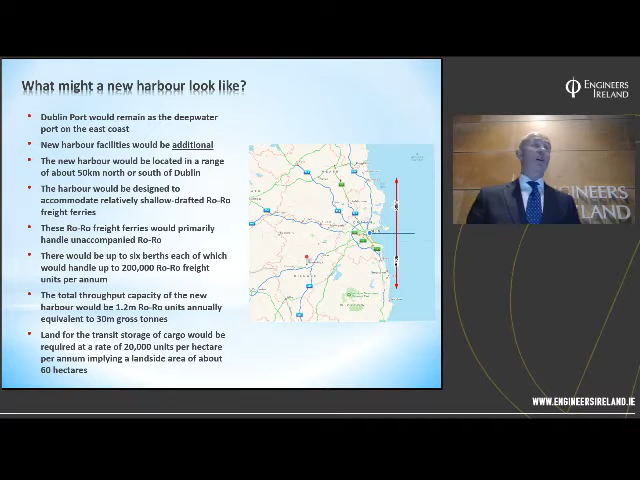 What might a new harbour look like?
Dublin Port would remain as the deepwater
port on the east coast
New harbour facilities would be additional
The new harbour would be located in a range
of about 50km north or south of Dublin
The harbour would be designed to
accommodate relatively shallow-drafted Ro-Ro
freight ferries
These Ro-Ro freight ferries would primarily
handle unaccompanied Ro-Ro
There would be up to six berths each of which
would handle up to 200,000 Ro-Ro freight
units per annum
The total throughput capacity of the new
harbour would be 1.2m Ro-Ro units annually
equivalent to 30m gross tonnes
Land for the transit storage of cargo would be
required at a rate of 20,000 units per hectare
per annum implying a landside area of about
60 hectares
ENGINEERS
IRELAND
ENGINEERS
IRELAND
WWW.ENGINEERSIRELAND.IE